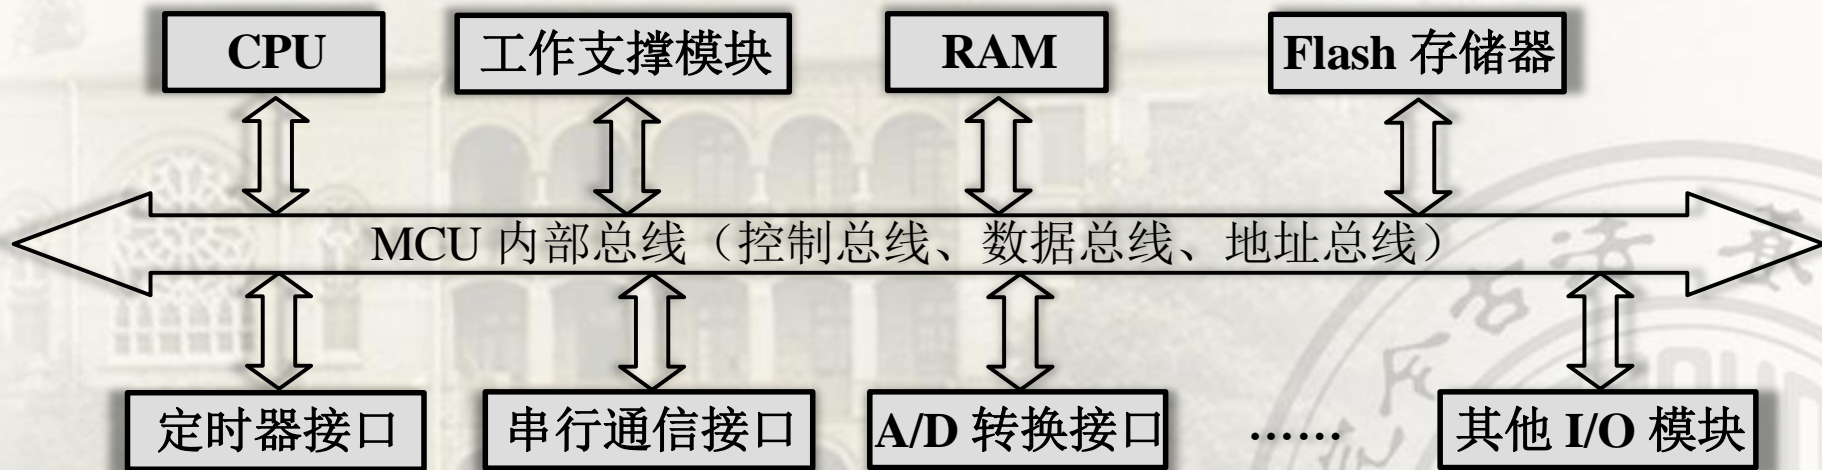 CPU 工作支撑模块 RAM Flash 存储器
MCU 内部总线（控制总线、数据总线、地址总线）
定时器接口 串行通信接口 A/D 转换接口 …… 其他 I/O 模块